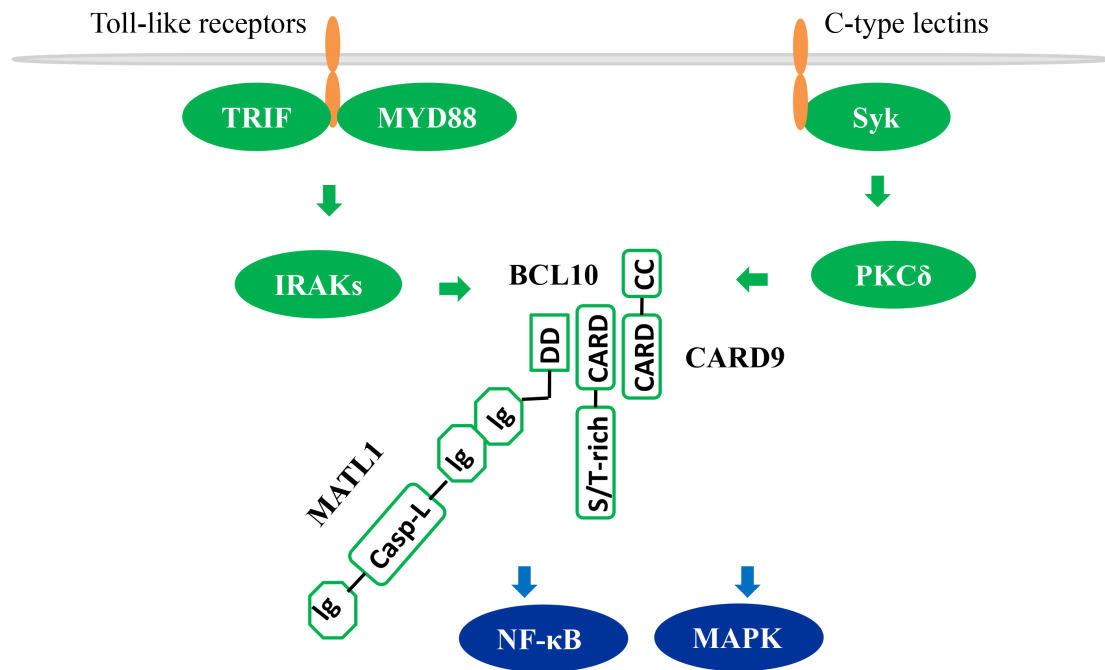 Toll-like receptors
C-type lectins
TRIF
MYD88
Syk
IRAKs
BCL10
CC
PKCδ
DD
CARD
CARD
CARD9
Ig
Ig
S/T-rich
MATL1
Casp-L
Ig
NF-κB
MAPK